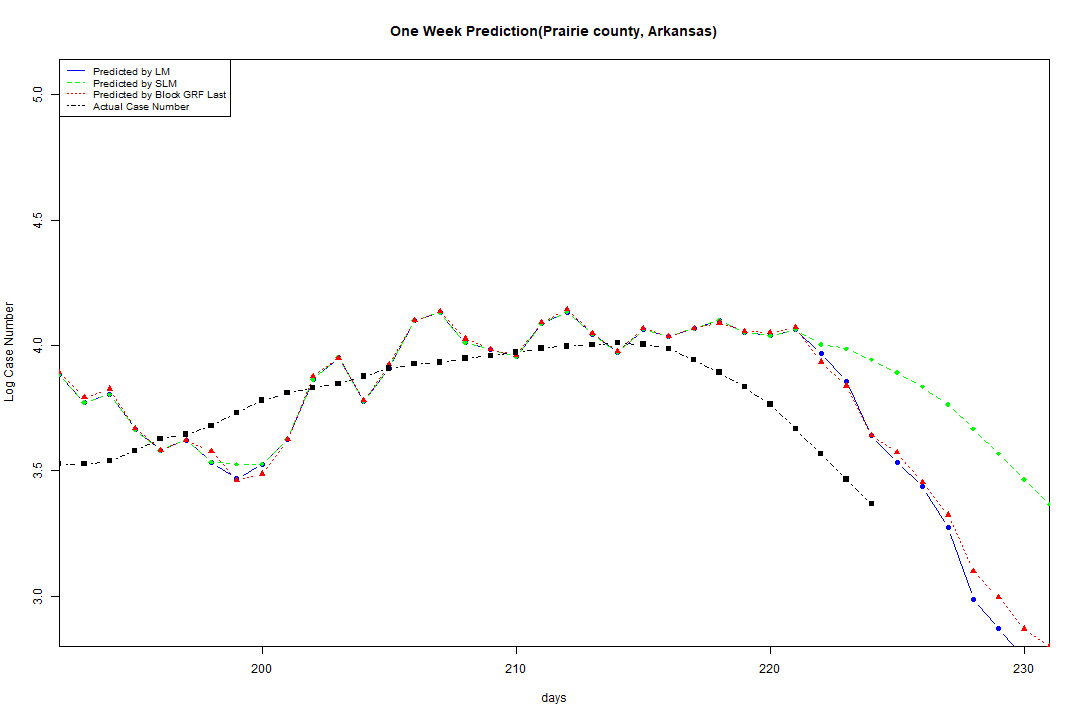 One Week Prediction(Prairie county, Arkansas)
Predicted by LM
Predicted by SLM
Predicted by Block GRF Last
Actual Case Number
5.0
4.5
4.0
3.5
3.0
Log Case Number
200
210
220
230
days